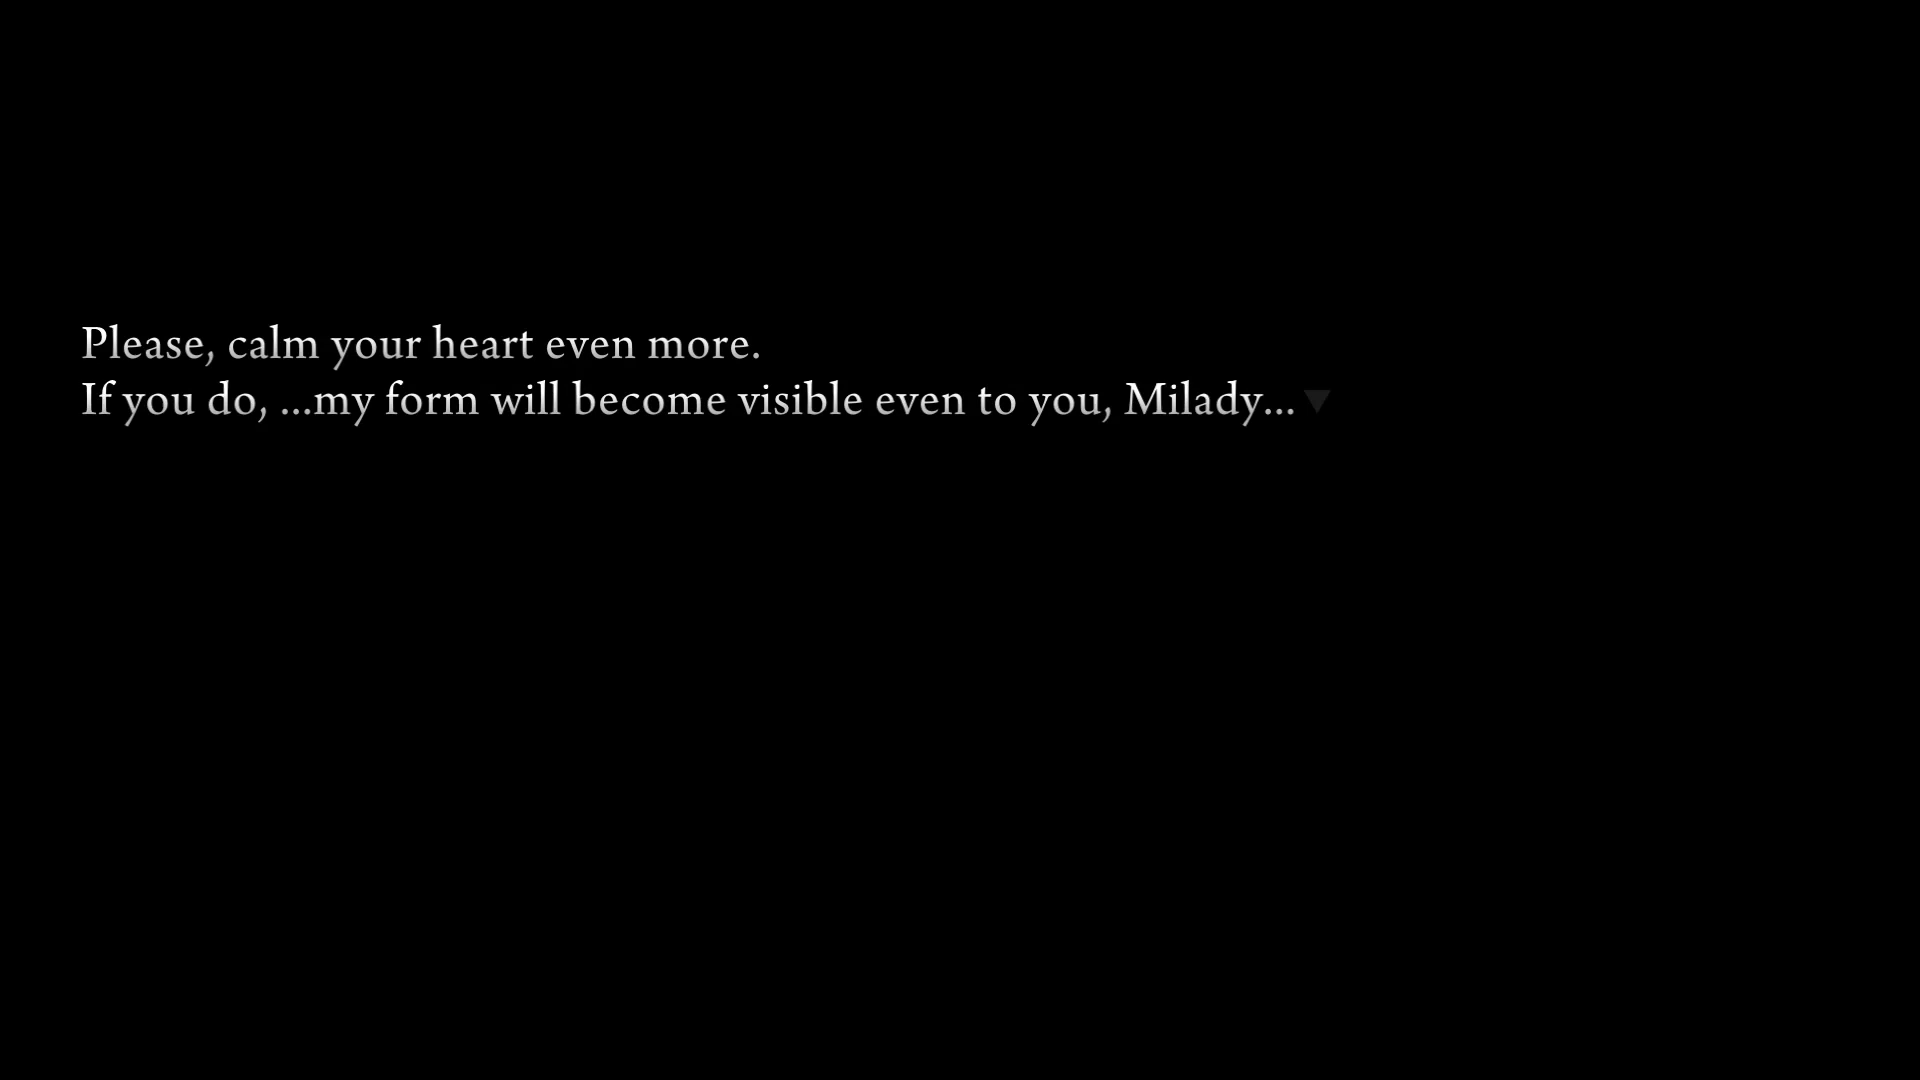 Please, calm your heart even more.
If you do, ...my form will become visible even to you, Milady...